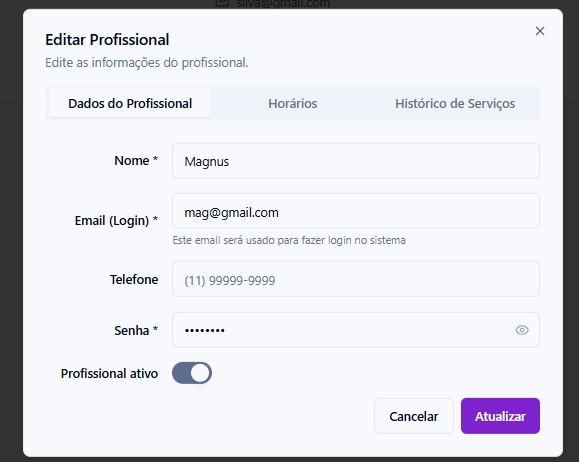 silva@gmail.com
Editar Profissional
Edite as informações do profissional.
Dados do Profissional Horários Histórico de Serviços
Nome * Magnus
Email (Login) * mag@gmail.com
Este email será usado para fazer login no sistema
Telefone (11) 99999-9999
Senha * ••••••••
Profissional ativo
Cancelar Atualizar